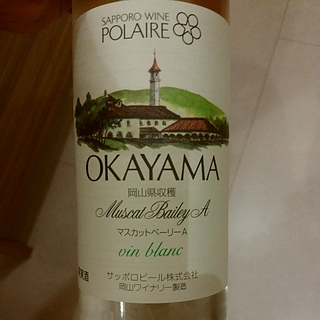 SAPPORO WINE
POLAIRE
OKAYAMA
岡山県収穫
Muscat Bailey A
マスカットベーリーA
vin blanc
サッポロビール株式会社
岡山ワイナリー製造